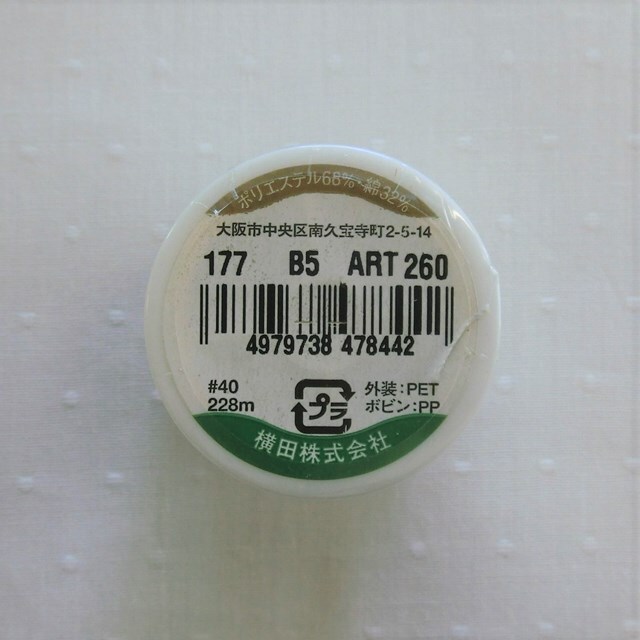 ポリエステル68%・綿32%
大阪市中央区南久宝寺町2-5-14
177 B5 ART 260
4979738 478442
#40
228m
プラ
外装:PET
ボビン:PP
横田株式会社